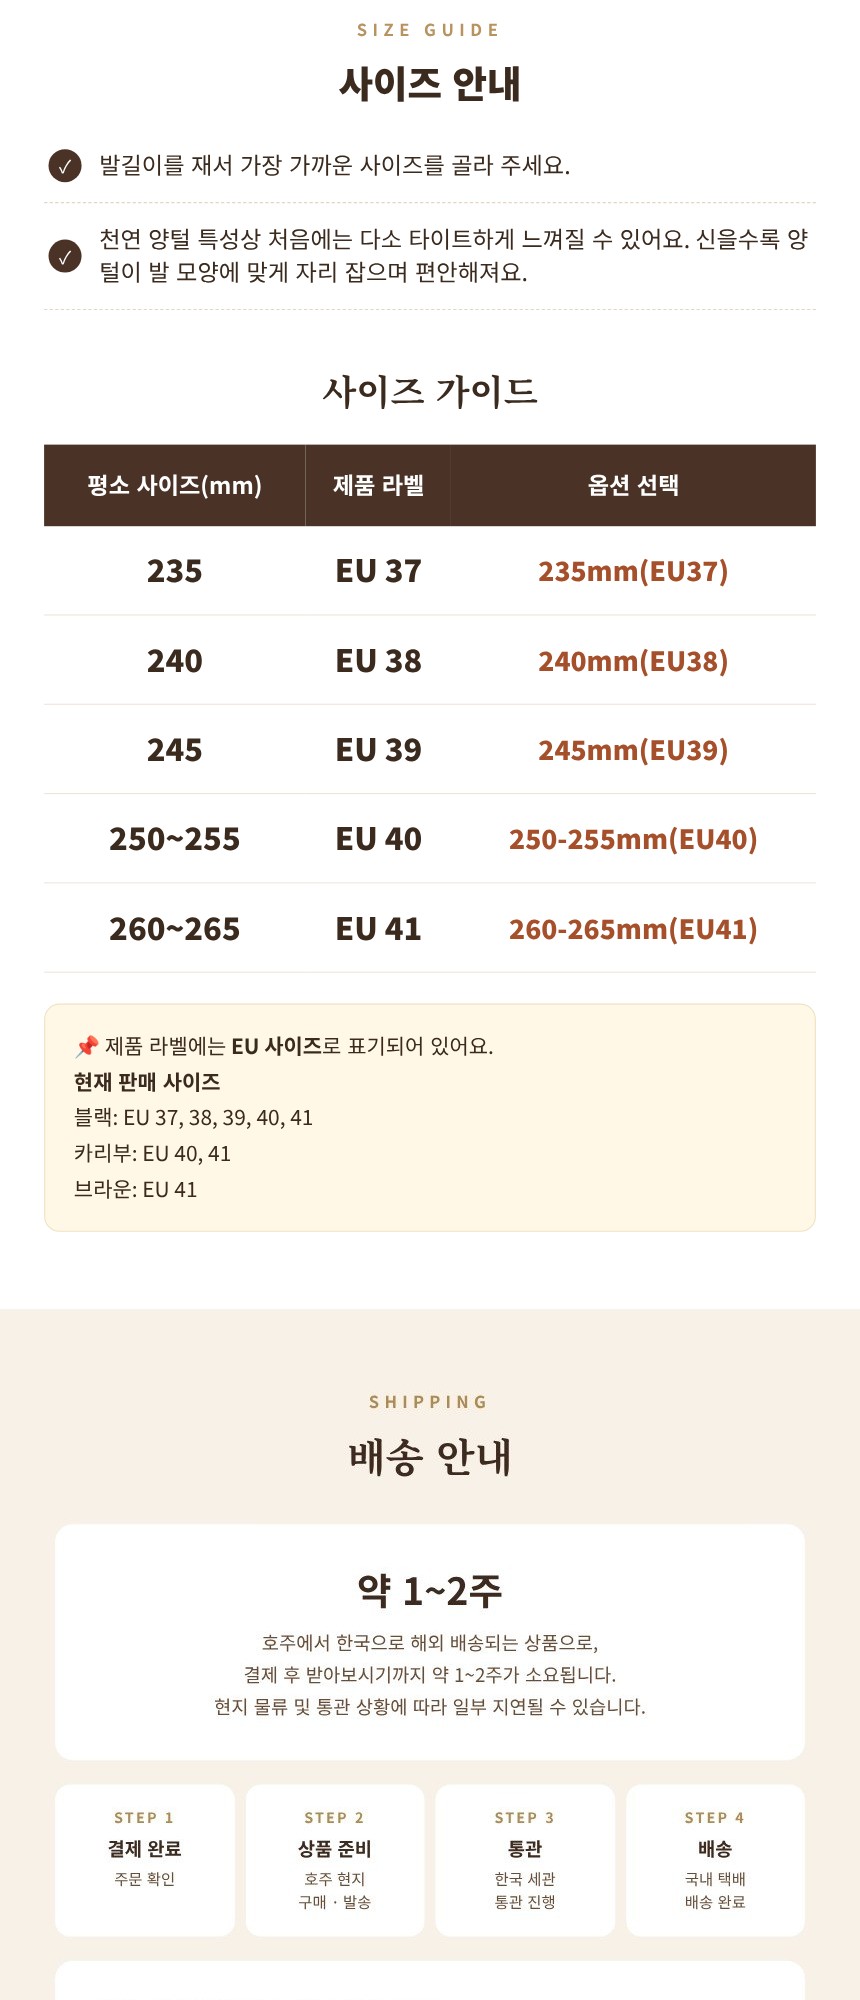 SIZE GUIDE
사이즈 안내
✓ 발길이를 재서 가장 가까운 사이즈를 골라 주세요.
✓ 천연 양털 특성상 처음에는 다소 타이트하게 느껴질 수 있어요. 신을수록 양
털이 발 모양에 맞게 자리 잡으며 편안해져요.
사이즈 가이드
평소 사이즈(mm) 제품 라벨 옵션 선택
235 EU 37 235mm(EU37)
240 EU 38 240mm(EU38)
245 EU 39 245mm(EU39)
250~255 EU 40 250-255mm(EU40)
260~265 EU 41 260-265mm(EU41)
📌 제품 라벨에는 EU 사이즈로 표기되어 있어요.
현재 판매 사이즈
블랙: EU 37, 38, 39, 40, 41
카리부: EU 40, 41
브라운: EU 41
SHIPPING
배송 안내
약 1~2주
호주에서 한국으로 해외 배송되는 상품으로,
결제 후 받아보시기까지 약 1~2주가 소요됩니다.
현지 물류 및 통관 상황에 따라 일부 지연될 수 있습니다.
STEP 1
결제 완료
주문 확인
STEP 2
상품 준비
호주 현지
구매 · 발송
STEP 3
통관
한국 세관
통관 진행
STEP 4
배송
국내 택배
배송 완료